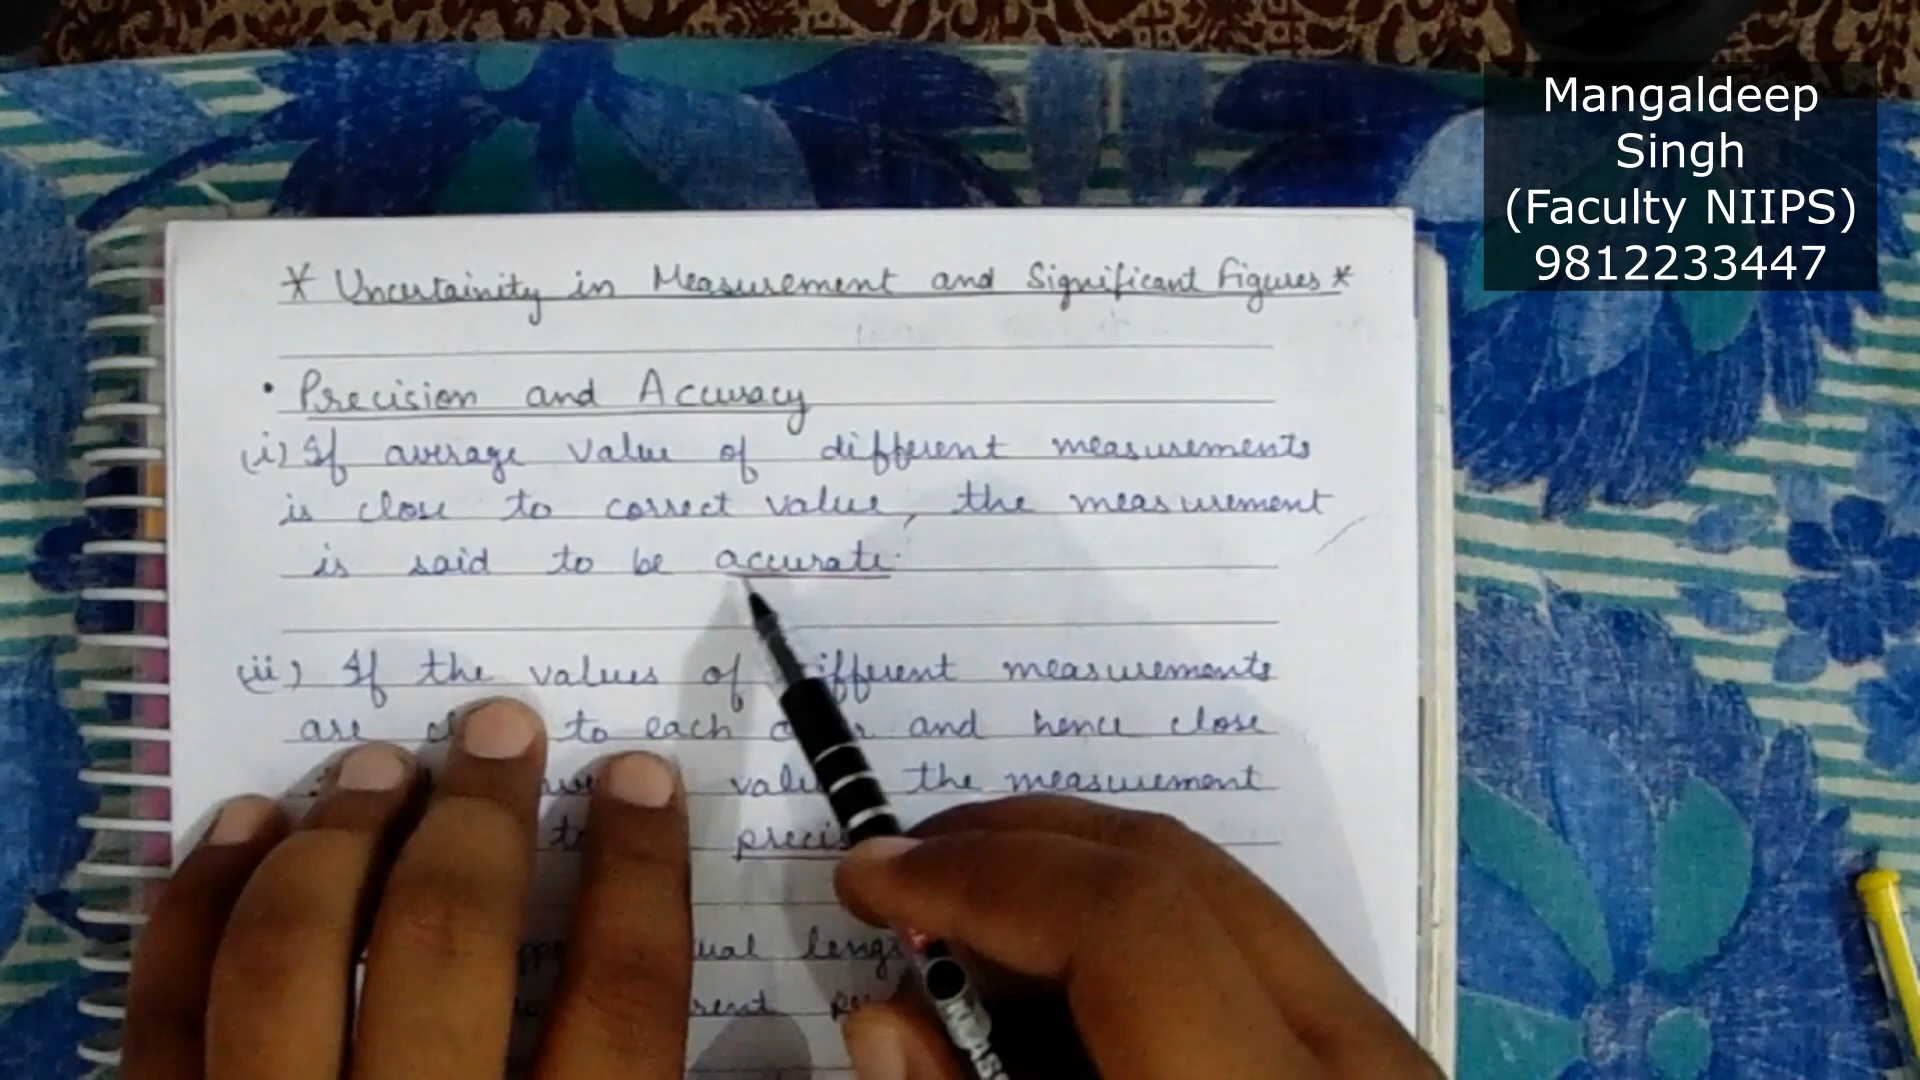 Mangaldeep
Singh
(Faculty NIIPS)
9812233447
* Uncertainity in Measurement and Significant Figures *
• Precision and Accuracy
(i) If average value of different measurements
is close to correct value, the measurement
is said to be accurate.
(ii) If the values of different measurements
are to each and hence close
value the measurement
to